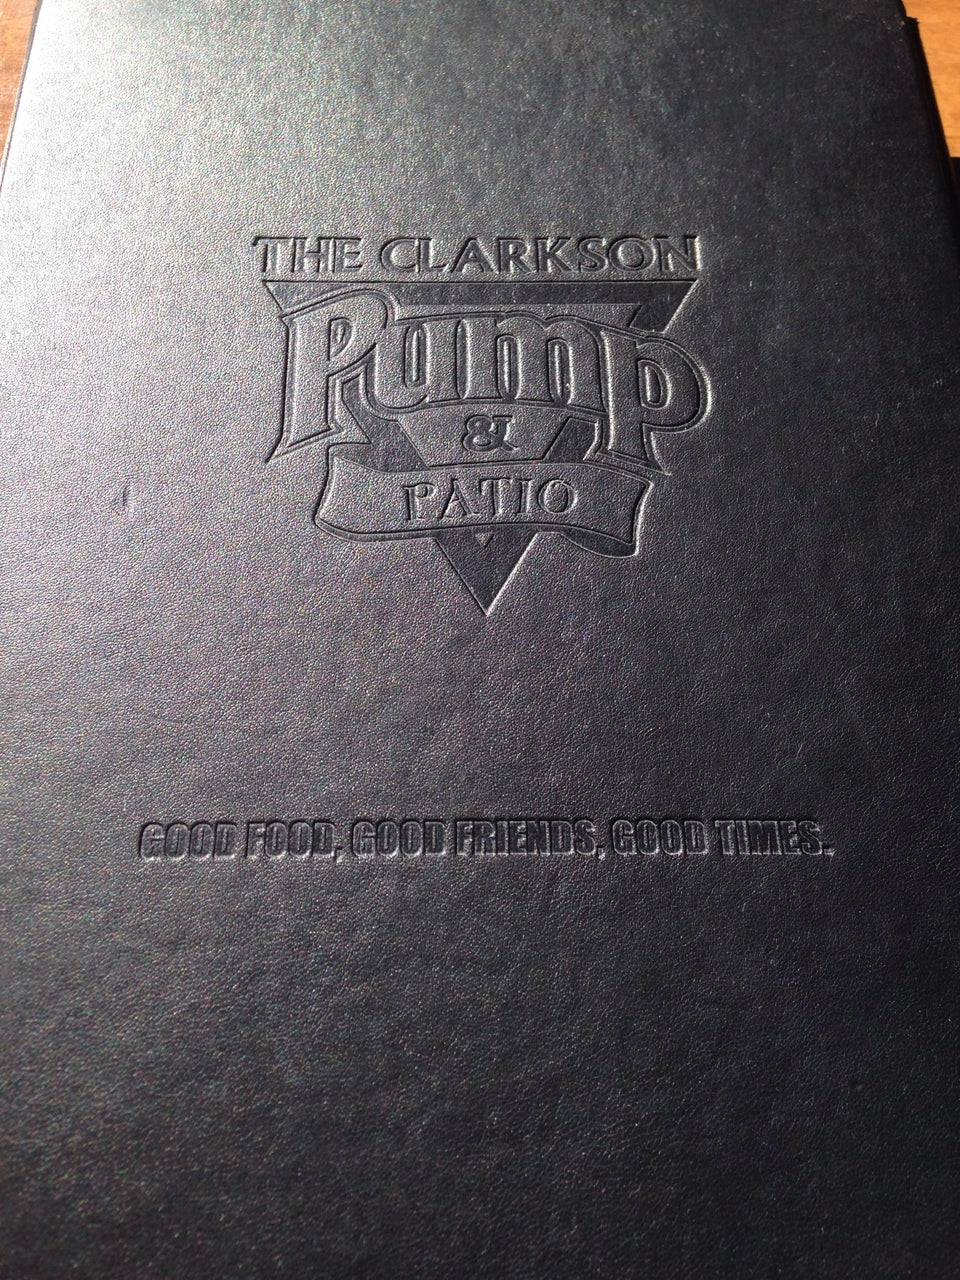 THE CLARKSON
Pump
&
PATIO
GOOD FOOD, GOOD FRIENDS, GOOD TIMES.